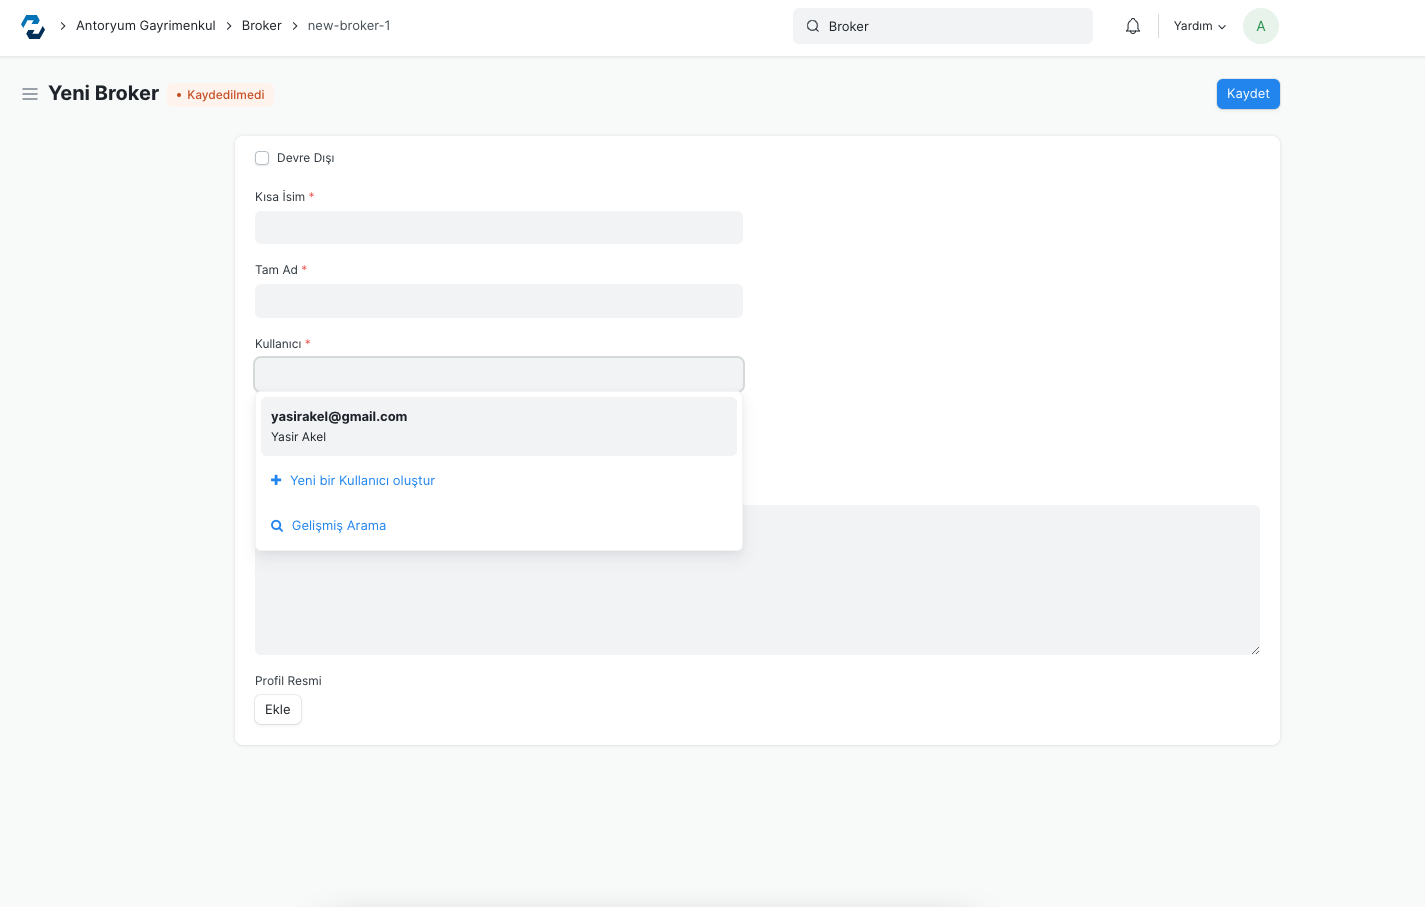 Antoryum Gayrimenkul
Broker
new-broker-1
Broker
Yardım
A
Yeni Broker
• Kaydedilmedi
Kaydet
Devre Dışı
Kısa İsim *
Tam Ad *
Kullanıcı *
yasirakel@gmail.com
Yasir Akel
Yeni bir Kullanıcı oluştur
Gelişmiş Arama
Profil Resmi
Ekle